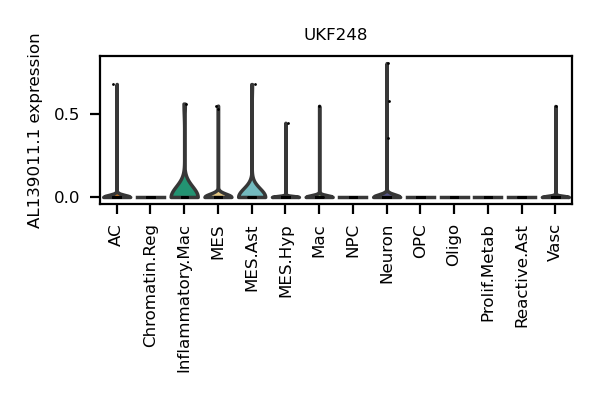 UKF248
AL139011.1 expression
0.5
0.0
AC
Chromatin.Reg
Inflammatory.Mac
MES
MES.Ast
MES.Hyp
Mac
NPC
Neuron
OPC
Oligo
Prolif.Metab
Reactive.Ast
Vasc